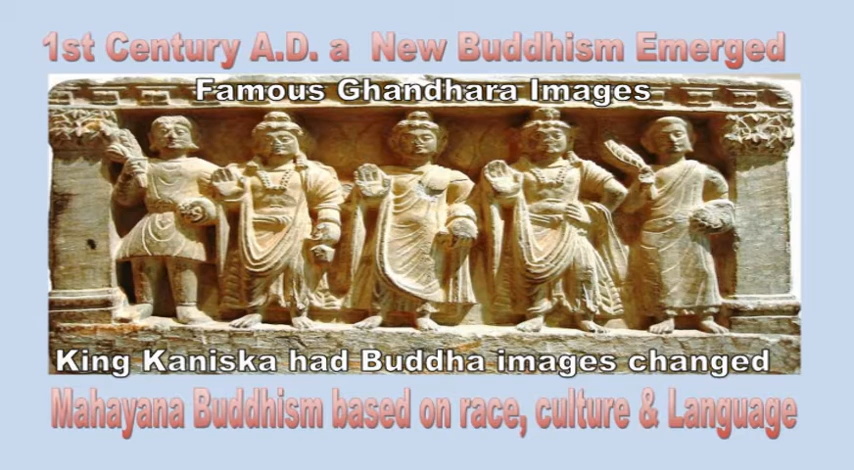 1st Century A.D. a New Buddhism Emerged
Famous Ghandhara Images
King Kaniska had Buddha images changed
Mahayana Buddhism based on race, culture & Language